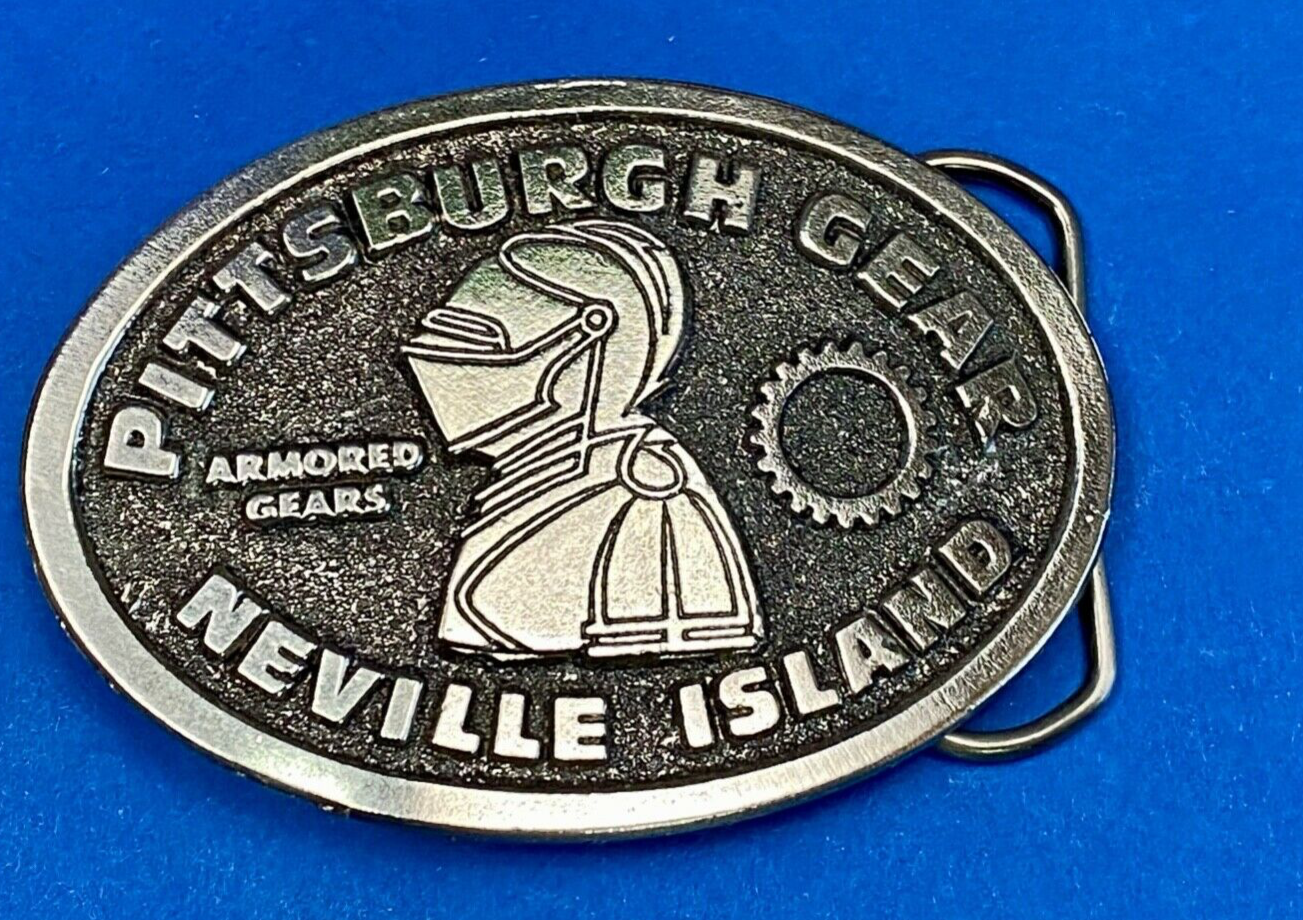 PITTSBURGH GEAR
ARMORED
GEARS
NEVILLE ISLAND